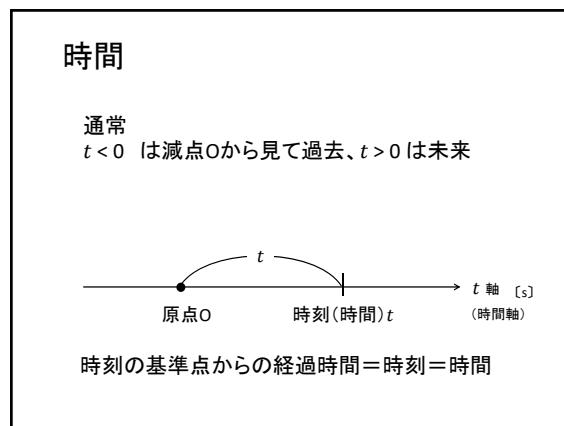 時間
通常
t < 0 は減点Oから見て過去、t > 0 は未来
t
t 軸 〔s〕
原点O 時刻(時間)t (時間軸)
時刻の基準点からの経過時間＝時刻＝時間